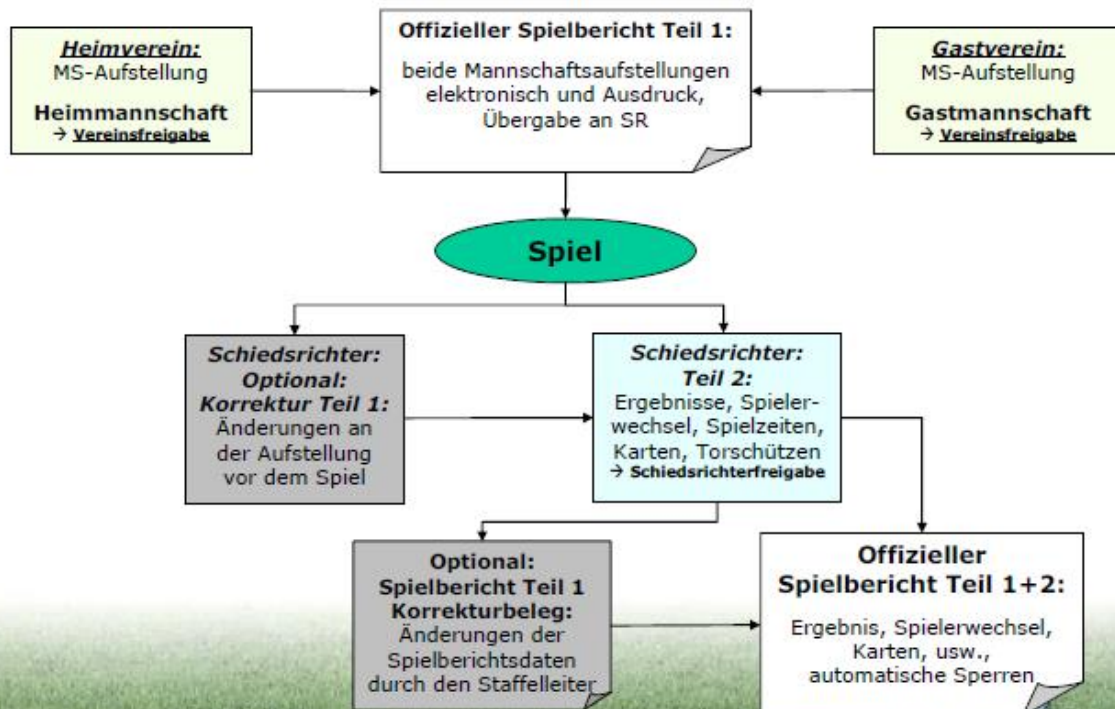 Heimverein:
MS-Aufstellung
Heimmannschaft
→ Vereinsfreigabe
Offizieller Spielbericht Teil 1:
beide Mannschaftsaufstellungen
elektronisch und Ausdruck,
Übergabe an SR
Gastverein:
MS-Aufstellung
Gastmannschaft
→ Vereinsfreigabe
Spiel
Schiedsrichter:
Optional:
Korrektur Teil 1:
Änderungen an
der Aufstellung
vor dem Spiel
Schiedsrichter:
Teil 2:
Ergebnisse, Spieler-
wechsel, Spielzeiten,
Karten, Torschützen
→ Schiedsrichterfreigabe
Optional:
Spielbericht Teil 1
Korrekturbeleg:
Änderungen der
Spielberichtsdaten
durch den Staffelleiter
Offizieller
Spielbericht Teil 1+2:
Ergebnis, Spielerwechsel,
Karten, usw.,
automatische Sperren